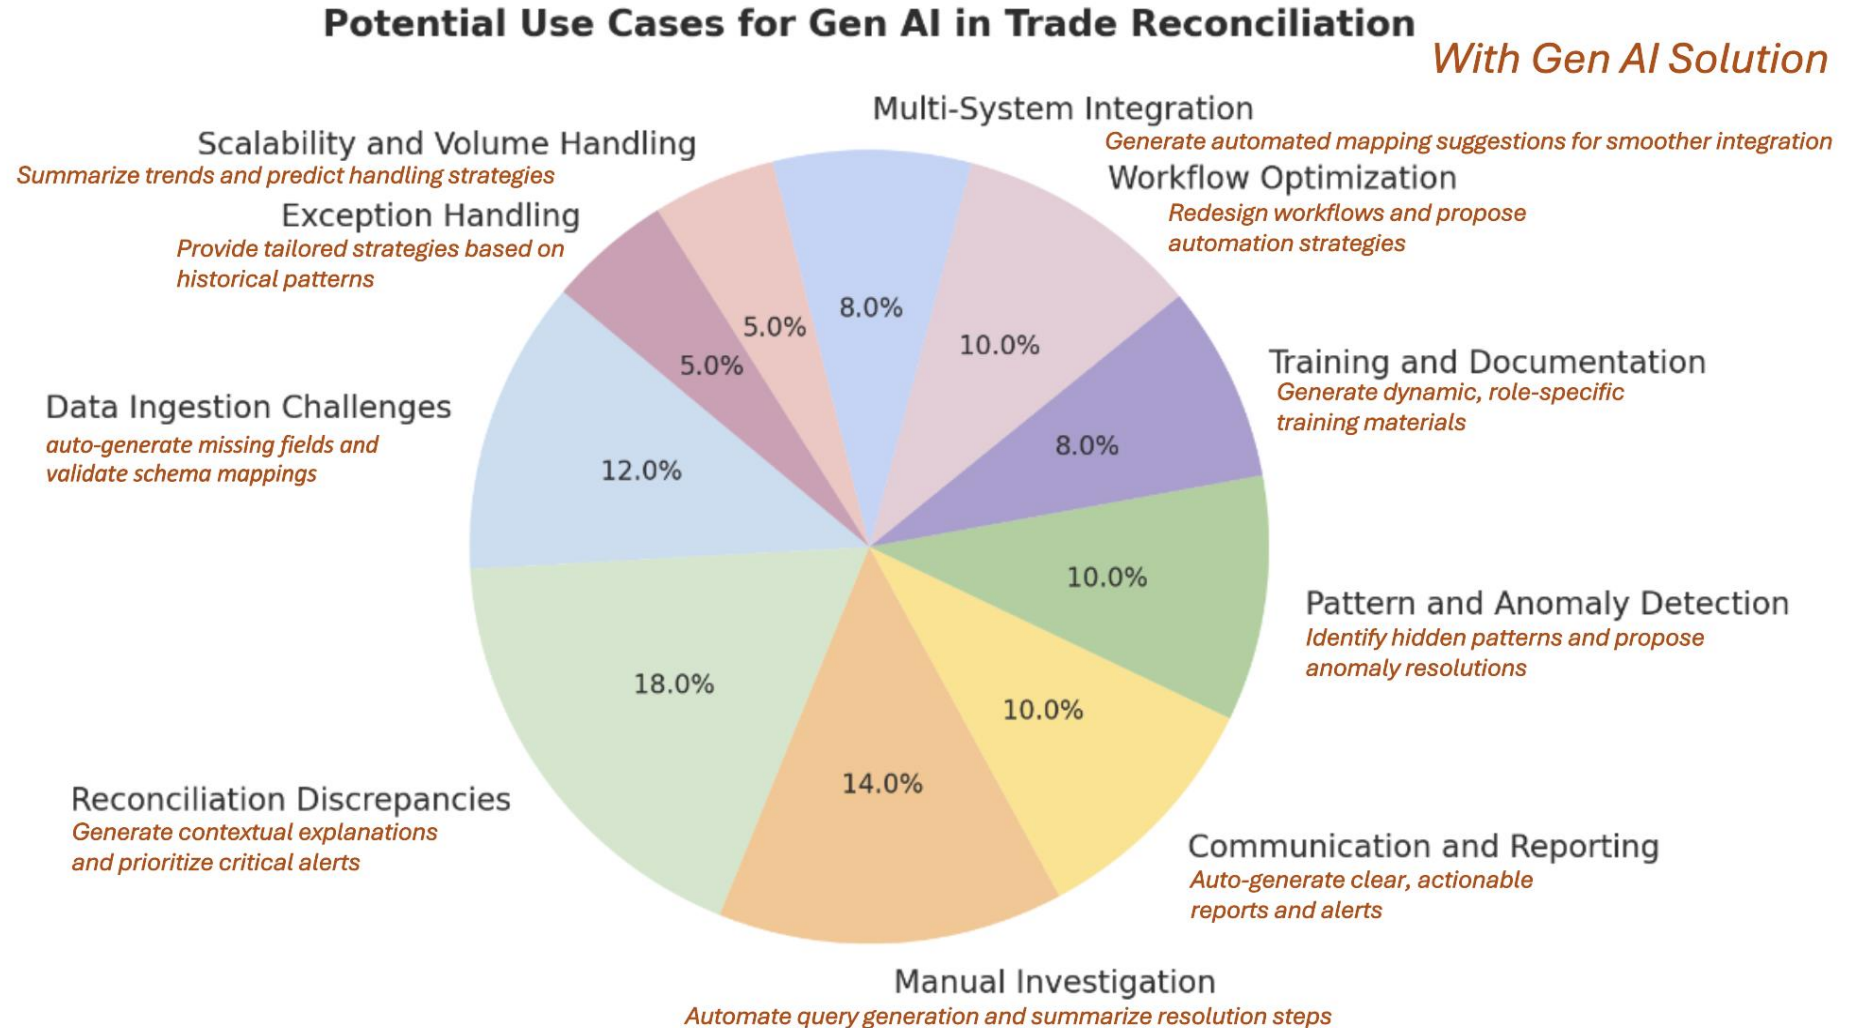 Potential Use Cases for Gen AI in Trade Reconciliation
With Gen AI Solution
Multi-System Integration
Generate automated mapping suggestions for smoother integration
Workflow Optimization
Redesign workflows and propose
automation strategies
Training and Documentation
Generate dynamic, role-specific
training materials
Pattern and Anomaly Detection
Identify hidden patterns and propose
anomaly resolutions
Communication and Reporting
Auto-generate clear, actionable
reports and alerts
Manual Investigation
Automate query generation and summarize resolution steps
Reconciliation Discrepancies
Generate contextual explanations
and prioritize critical alerts
Data Ingestion Challenges
auto-generate missing fields and
validate schema mappings
Exception Handling
Provide tailored strategies based on
historical patterns
Scalability and Volume Handling
Summarize trends and predict handling strategies
8.0%
10.0%
8.0%
10.0%
10.0%
14.0%
18.0%
12.0%
5.0%
5.0%